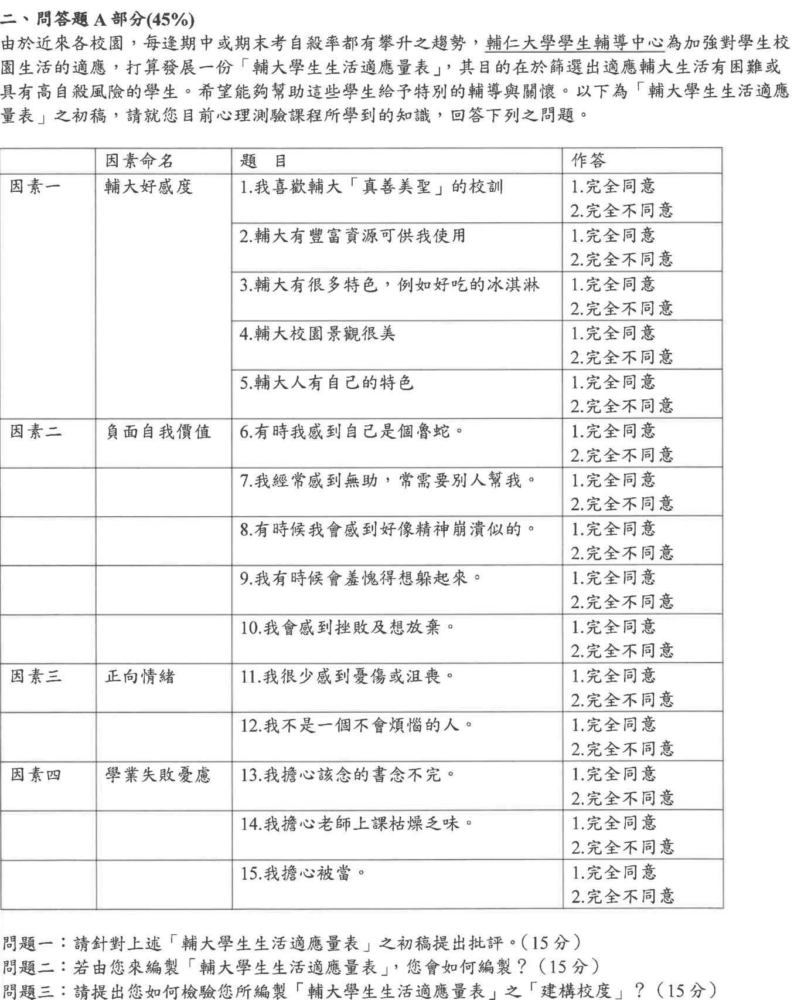 二、問答題 A 部分(45%)
由於近來各校園，每逢期中或期末考自殺率都有攀升之趨勢，輔仁大學學生輔導中心為加強對學生校
園生活的適應，打算發展一份「輔大學生生活適應量表」，其目的在於篩選出適應輔大生活有困難或
具有高自殺風險的學生。希望能夠幫助這些學生給予特別的輔導與關懷。以下為「輔大學生生活適應
量表」之初稿，請就您目前心理測驗課程所學到的知識，回答下列之問題。
因素命名 題 目 作答
因素一 輔大好感度 1.我喜歡輔大「真善美聖」的校訓 1.完全同意
2.完全不同意
2.輔大有豐富資源可供我使用 1.完全同意
2.完全不同意
3.輔大有很多特色，例如好吃的冰淇淋 1.完全同意
2.完全不同意
4.輔大校園景觀很美 1.完全同意
2.完全不同意
5.輔大人有自己的特色 1.完全同意
2.完全不同意
因素二 負面自我價值 6.有時我感到自己是個魯蛇。 1.完全同意
2.完全不同意
7.我經常感到無助，常需要別人幫我。 1.完全同意
2.完全不同意
8.有時候我會感到好像精神崩潰似的。 1.完全同意
2.完全不同意
9.我有時候會羞愧得想躲起來。 1.完全同意
2.完全不同意
10.我會感到挫敗及想放棄。 1.完全同意
2.完全不同意
因素三 正向情緒 11.我很少感到憂傷或沮喪。 1.完全同意
2.完全不同意
12.我不是一個不會煩惱的人。 1.完全同意
2.完全不同意
因素四 學業失敗憂慮 13.我擔心該念的書念不完。 1.完全同意
2.完全不同意
14.我擔心老師上課枯燥乏味。 1.完全同意
2.完全不同意
15.我擔心被當。 1.完全同意
2.完全不同意
問題一：請針對上述「輔大學生生活適應量表」之初稿提出批評。（15 分）
問題二：若由您來編製「輔大學生生活適應量表」，您會如何編製？（15 分）
問題三：請提出您如何檢驗您所編製「輔大學生生活適應量表」之「建構校度」？（15 分）